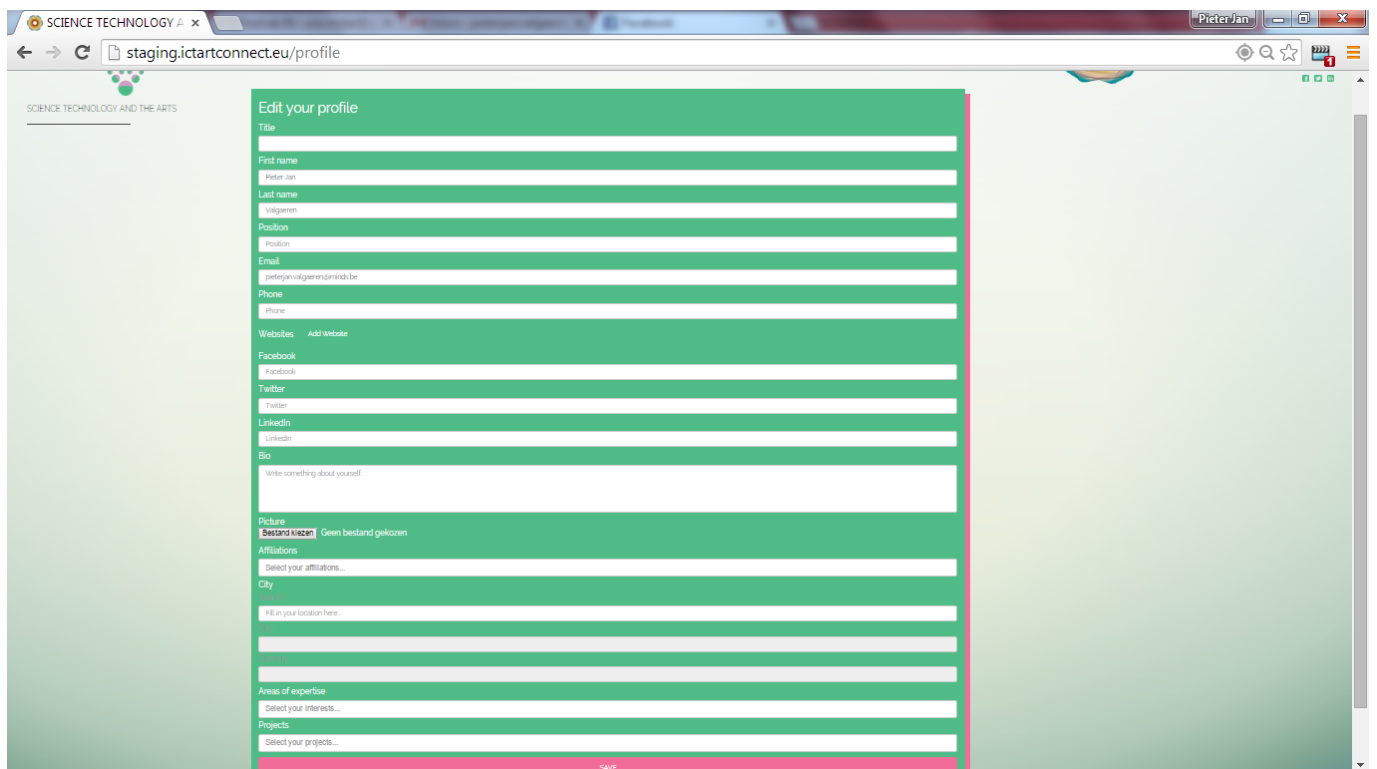 SCIENCE TECHNOLOGY A
Facebook
Pieter Jan
staging.ictartconnect.eu/profile
1
SCIENCE TECHNOLOGY AND THE ARTS
Edit your profile
Title
First name
Pieter Jan
Last name
Valgaeren
Position
Position
Email
pieterjan.valgaeren@iminds.be
Phone
Phone
Websites Add Website
Facebook
Facebook
Twitter
Twitter
LinkedIn
LinkedIn
Bio
Write something about yourself
Picture
Bestand kiezen Geen bestand gekozen
Affiliations
Select your affiliations...
City
Fill in your location here...
Areas of expertise
Select your interests...
Projects
Select your projects...
SAVE